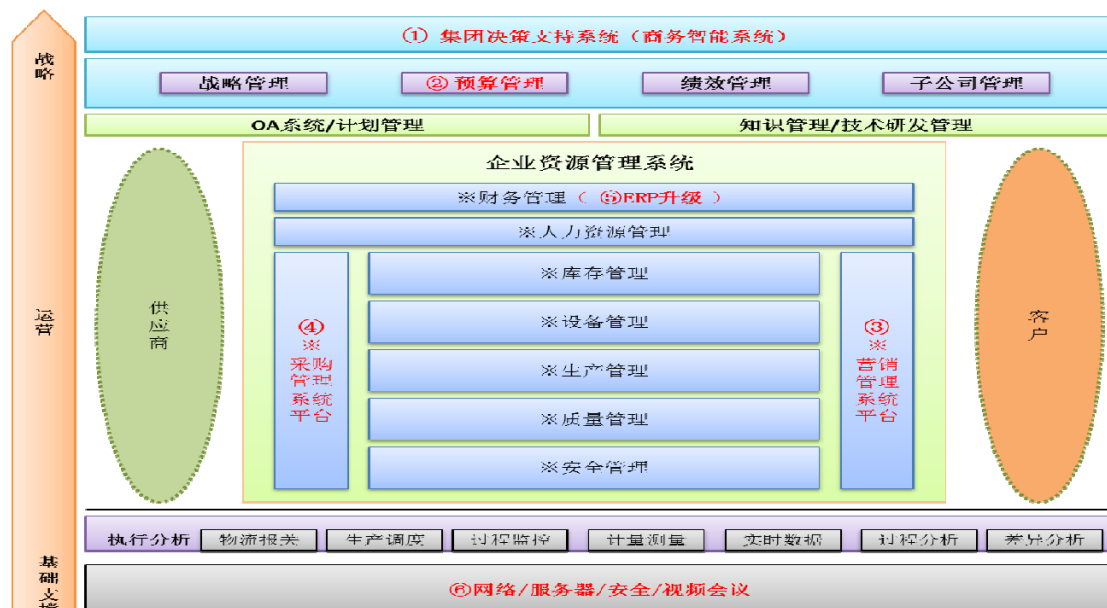 战略
① 集团决策支持系统（商务智能系统）
战略管理
②预算管理
绩效管理
子公司管理
OA系统/计划管理
知识管理/技术研发管理
运营
供应商
企业资源管理系统
※财务管理（ ⑤ERP升级 ）
※人力资源管理
④
※
采购
管理
系统
平台
※库存管理
※设备管理
※生产管理
※质量管理
※安全管理
③
※
营销
管理
系统
平台
客户
执行分析
物流报关
生产调度
过程监控
计量测量
实时数据
过程分析
差异分析
基础支
⑥网络/服务器/安全/视频会议